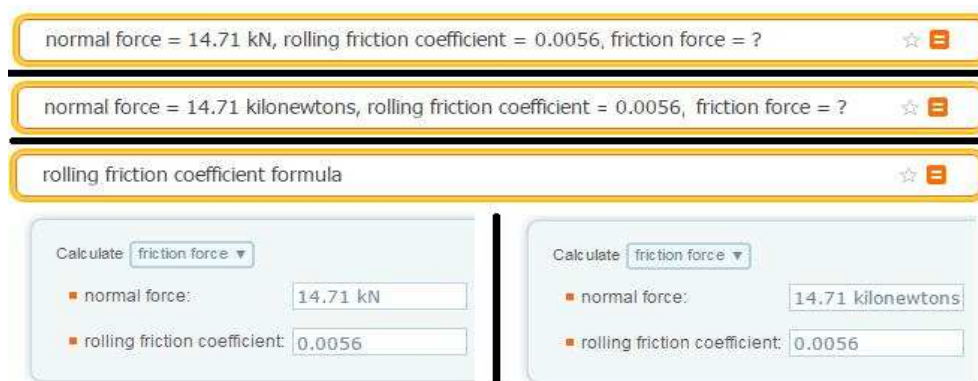 normal force = 14.71 kN, rolling friction coefficient = 0.0056, friction force = ?
normal force = 14.71 kilonewtons, rolling friction coefficient = 0.0056, friction force = ?
rolling friction coefficient formula
Calculate friction force ▼
normal force: 14.71 kN
rolling friction coefficient: 0.0056
Calculate friction force ▼
normal force: 14.71 kilonewtons
rolling friction coefficient: 0.0056